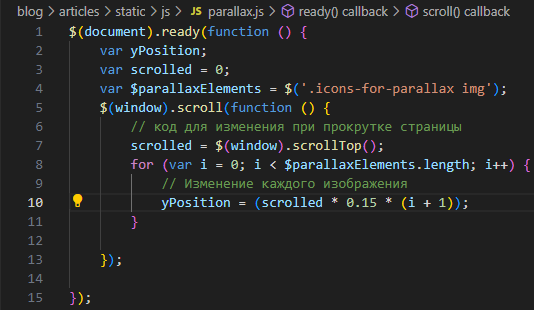 blog > articles > static > js > JS parallax.js > ready() callback > scroll() callback
1 $(document).ready(function () {
2 var yPosition;
3 var scrolled = 0;
4 var $parallaxElements = $('.icons-for-parallax img');
5 $(window).scroll(function () {
6 // код для изменения при прокрутке страницы
7 scrolled = $(window).scrollTop();
8 for (var i = 0; i < $parallaxElements.length; i++) {
9 // Изменение каждого изображения
10 yPosition = (scrolled * 0.15 * (i + 1));
11 }
12
13 });
14
15 });